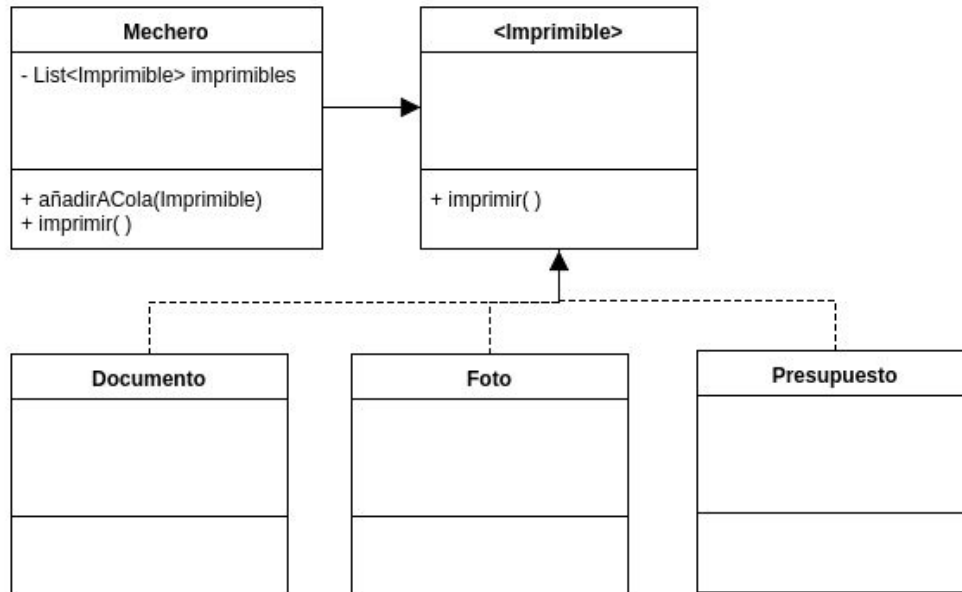 Mechero
- List<Imprimible> imprimibles
+ añadirACola(Imprimible)
+ imprimir( )
<Imprimible>
+ imprimir( )
Documento
Foto
Presupuesto